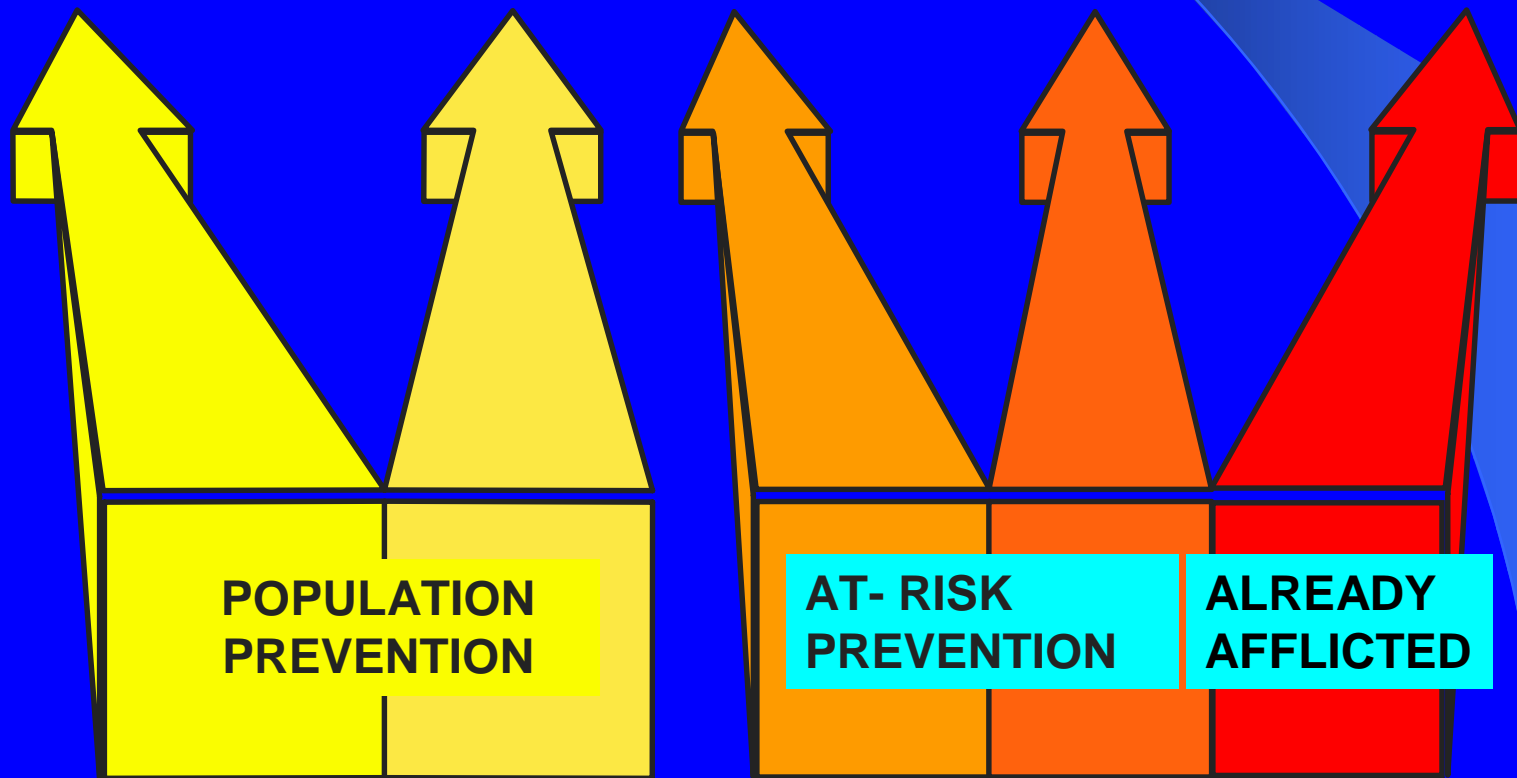 POPULATION
PREVENTION
AT- RISK
PREVENTION
ALREADY
AFFLICTED